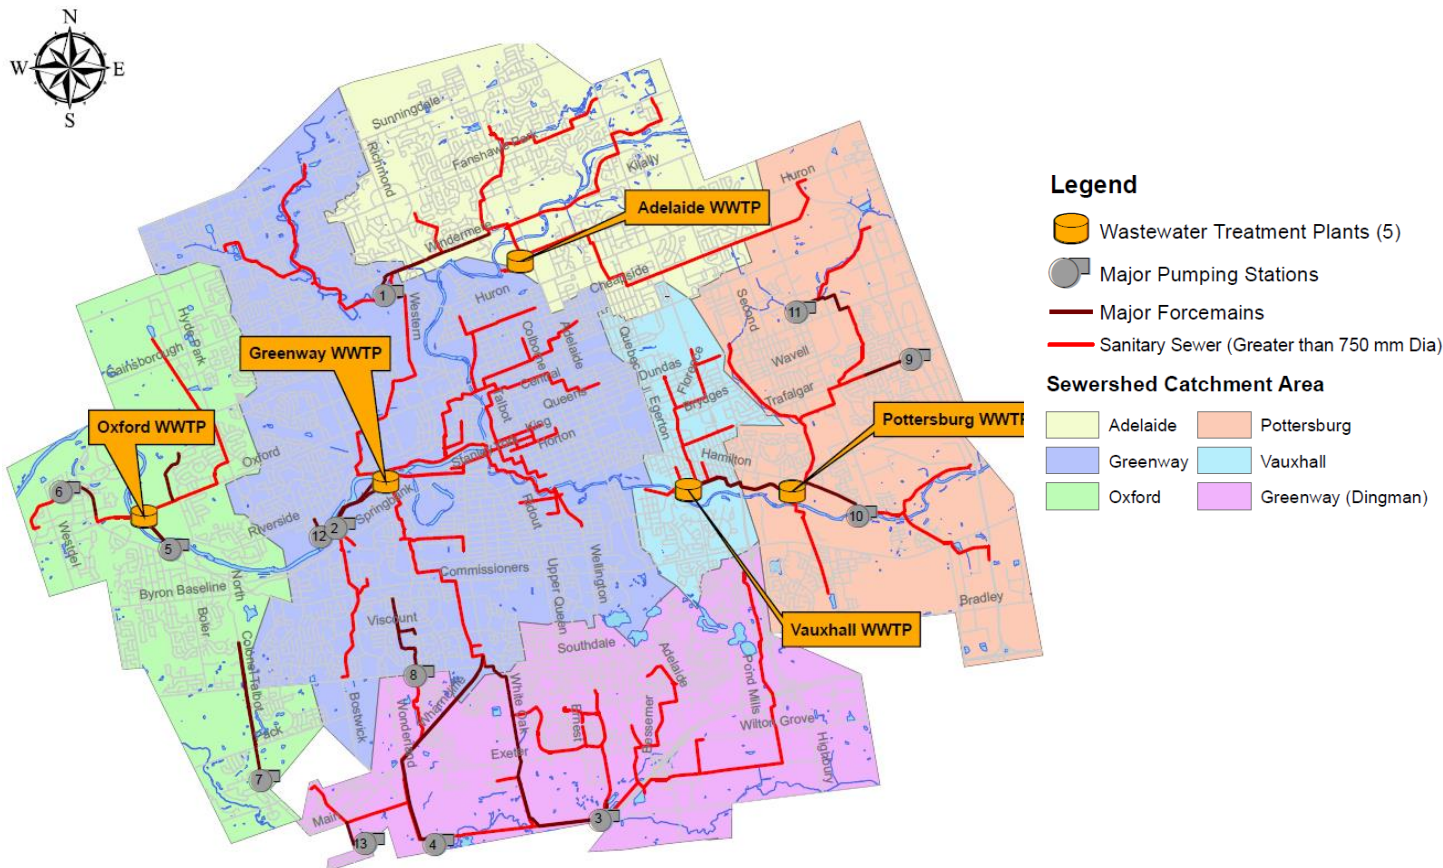 N
W
E
S
Sunningdale
Richmond
Fanshawe Park
Kilally
Huron
Adelaide WWTP
Windermere
1
Western
Huron
Cheapside
Second
11
Hyde Park
Gainsborough
Greenway WWTP
Colborne
Adelaide
Quebec
Dundas
Florence
Wavell
9
Central
Queens
Talbot
Egerton
Brydges
Trafalgar
Oxford WWTP
Pottersburg WWTP
King
Horton
Stanley
York
Oxford
Hamilton
6
Springbank
Ridout
10
Riverside
2
12
5
Westdel
Byron Baseline
North
Commissioners
Wellington
Upper Queen
Bradley
Boler
Viscount
Vauxhall WWTP
Colonel Talbot
Southdale
8
Adelaide
Pond Mills
Bostwick
Wonderland
Wharncliffe
White Oak
Ernest
Bessemer
Wilton Grove
Pack
Exeter
Highbury
7
Main
3
13
4
Legend
Wastewater Treatment Plants (5)
Major Pumping Stations
Major Forcemains
Sanitary Sewer (Greater than 750 mm Dia)
Sewershed Catchment Area
Adelaide
Pottersburg
Greenway
Vauxhall
Oxford
Greenway (Dingman)